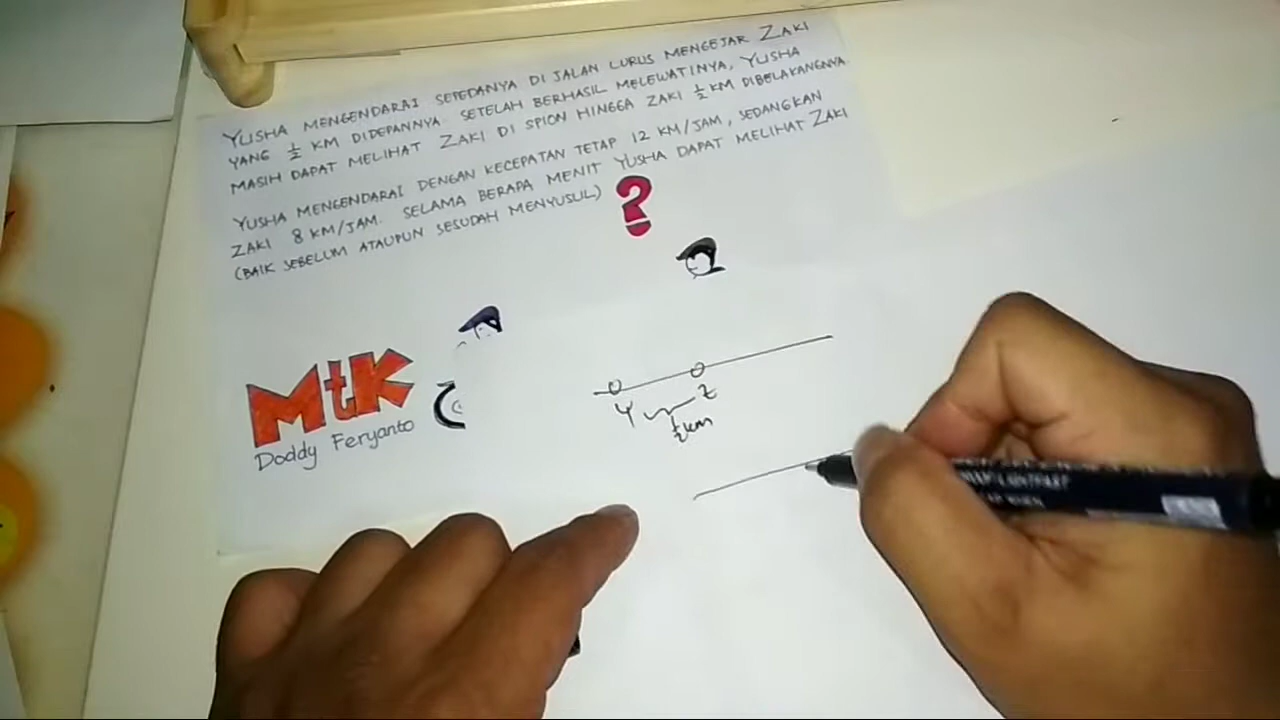 YUSHA MENGENDARAI SEPEDANYA DI JALAN LURUS MENGEJAR ZAKI
YANG 1/2 KM DIDEPANNYA. SETELAH BERHASIL MELEWATINYA, YUSHA
MASIH DAPAT MELIHAT ZAKI DI SPION HINGGA ZAKI 1/2 KM DIBELAKANGNYA.
YUSHA MENGENDARAI DENGAN KECEPATAN TETAP 12 KM/JAM, SEDANGKAN
ZAKI 8 KM/JAM. SELAMA BERAPA MENIT YUSHA DAPAT MELIHAT ZAKI
(BAIK SEBELUM ATAUPUN SESUDAH MENYUSUL) ?
MtK
Doddy Feryanto
Y Z
1/2 km